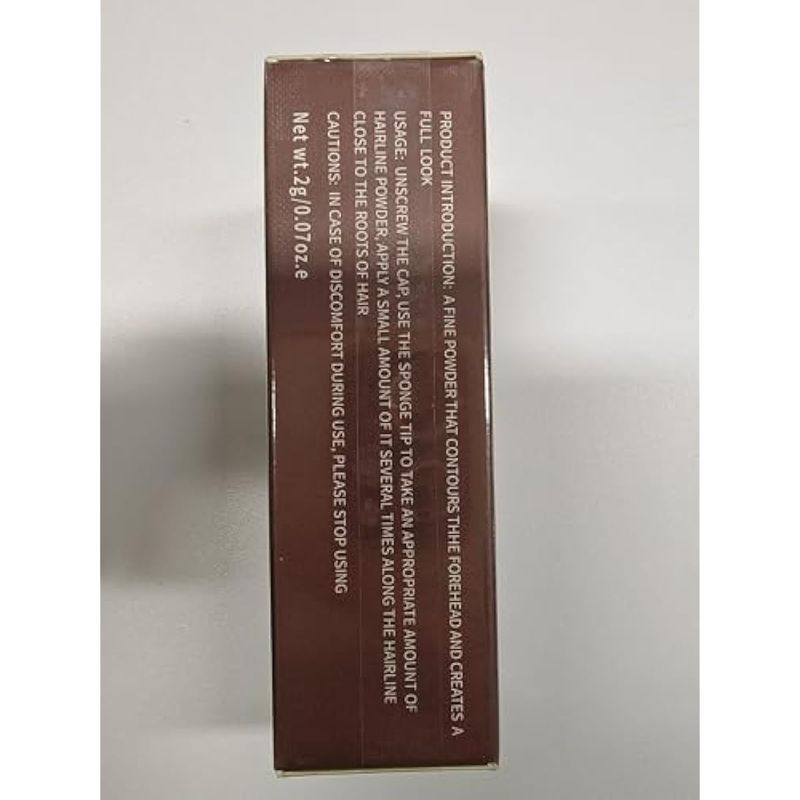 PRODUCT INTRODUCTION: A FINE POWDER THAT CONTOURS THHE FOREHEAD AND CREATES A
FULL LOOK
USAGE: UNSCREW THE CAP, USE THE SPONGE TIP TO TAKE AN APPROPRIATE AMOUNT OF
HAIRLINE POWDER, APPLY A SMALL AMOUNT OF IT SEVERAL TIMES ALONG THE HAIRLINE
CLOSE TO THE ROOTS OF HAIR
CAUTIONS: IN CASE OF DISCOMFORT DURING USE, PLEASE STOP USING
Net wt.2g/0.07oz.e